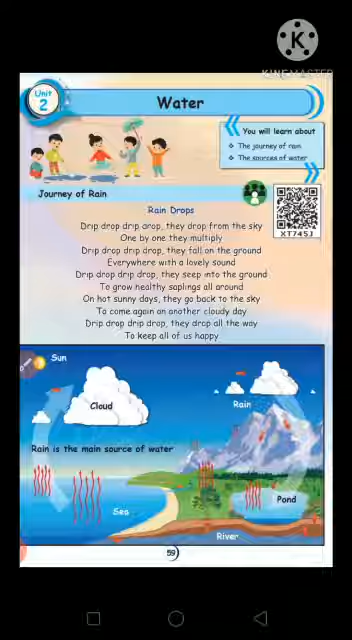 K
KINEMASTER
Unit
2
Water
You will learn about
The journey of rain
The sources of water
Journey of Rain
XT745J
Rain Drops
Drip drop drip drop, they drop from the sky
One by one they multiply
Drip drop drip drop, they fall on the ground
Everywhere with a lovely sound
Drip drop drip drop, they seep into the ground
To grow healthy saplings all around
On hot sunny days, they go back to the sky
To come again on another cloudy day
Drip drop drip drop, they drop all the way
To keep all of us happy
Sun
Cloud
Rain
Rain is the main source of water
Pond
Sea
River
59